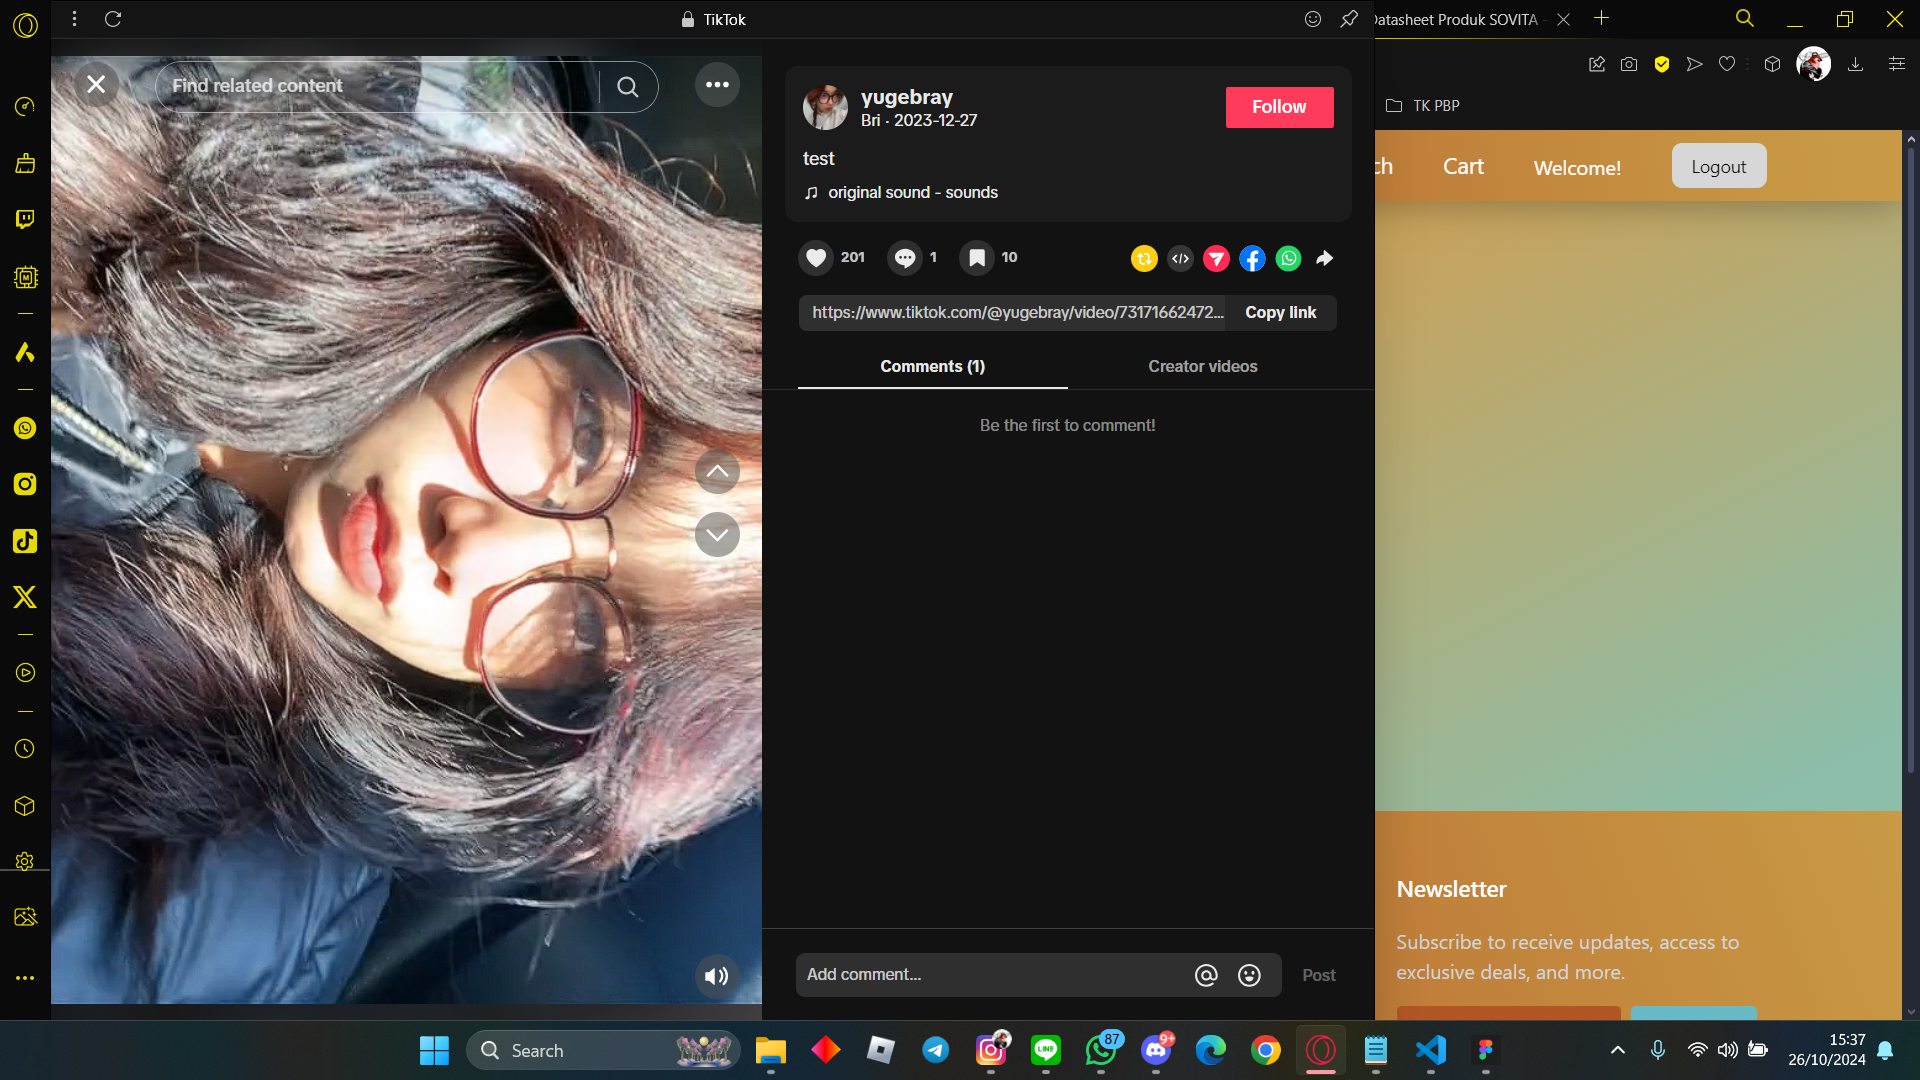 TikTok
Datasheet Produk SOVITA -
TK PBP
Find related content
yugebray
Bri · 2023-12-27
Follow
test
original sound - sounds
201
1
10
https://www.tiktok.com/@yugebray/video/73171662472...
Copy link
Comments (1)
Creator videos
Be the first to comment!
Add comment...
Post
ch
Cart
Welcome!
Logout
Newsletter
Subscribe to receive updates, access to
exclusive deals, and more.
Search
LINE
87
9+
15:37
26/10/2024